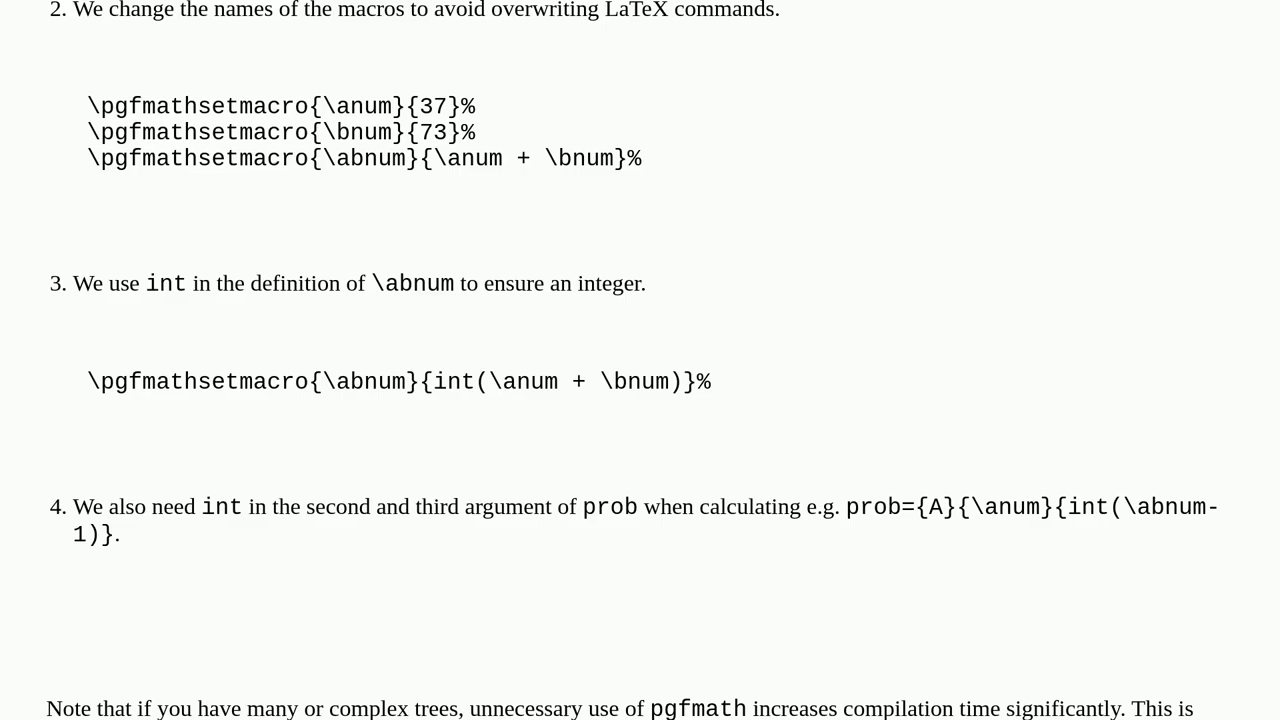 2. We change the names of the macros to avoid overwriting LaTeX commands.
\pgfmathsetmacro{\anum}{37}%
\pgfmathsetmacro{\bnum}{73}%
\pgfmathsetmacro{\abnum}{\anum + \bnum}%
3. We use int in the definition of \abnum to ensure an integer.
\pgfmathsetmacro{\abnum}{int(\anum + \bnum)}%
4. We also need int in the second and third argument of prob when calculating e.g. prob={A}{\anum}{int(\abnum-
1)}.
Note that if you have many or complex trees, unnecessary use of pgfmath increases compilation time significantly. This is